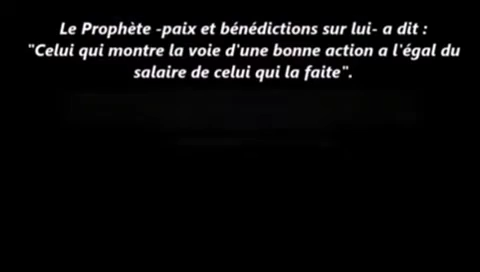 Le Prophète -paix et bénédictions sur lui- a dit :
"Celui qui montre la voie d'une bonne action a l'égal du
salaire de celui qui la faite".